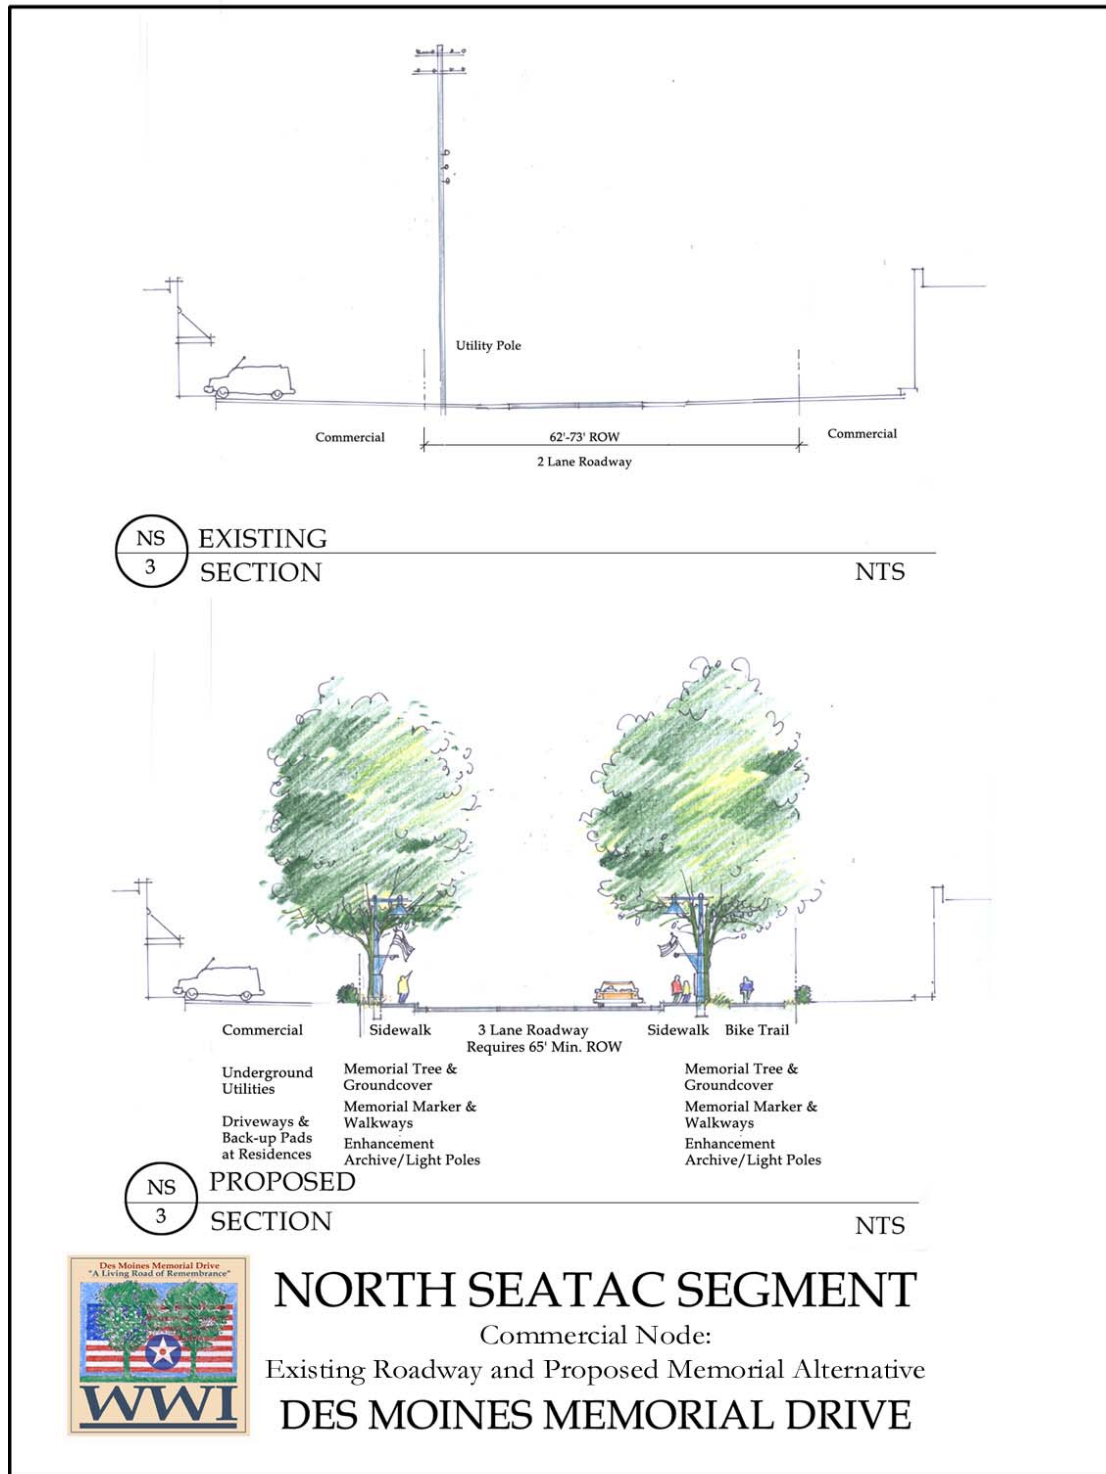 Utility Pole
Commercial
62'-73' ROW
Commercial
2 Lane Roadway
NS
3
EXISTING
SECTION
NTS
Commercial
Sidewalk
3 Lane Roadway
Requires 65' Min. ROW
Sidewalk
Bike Trail
Underground
Utilities
Driveways &
Back-up Pads
at Residences
Memorial Tree &
Groundcover
Memorial Marker &
Walkways
Enhancement
Archive/Light Poles
Memorial Tree &
Groundcover
Memorial Marker &
Walkways
Enhancement
Archive/Light Poles
NS
3
PROPOSED
SECTION
NTS
Des Moines Memorial Drive
"A Living Road of Remembrance"
WWI
NORTH SEATAC SEGMENT
Commercial Node:
Existing Roadway and Proposed Memorial Alternative
DES MOINES MEMORIAL DRIVE